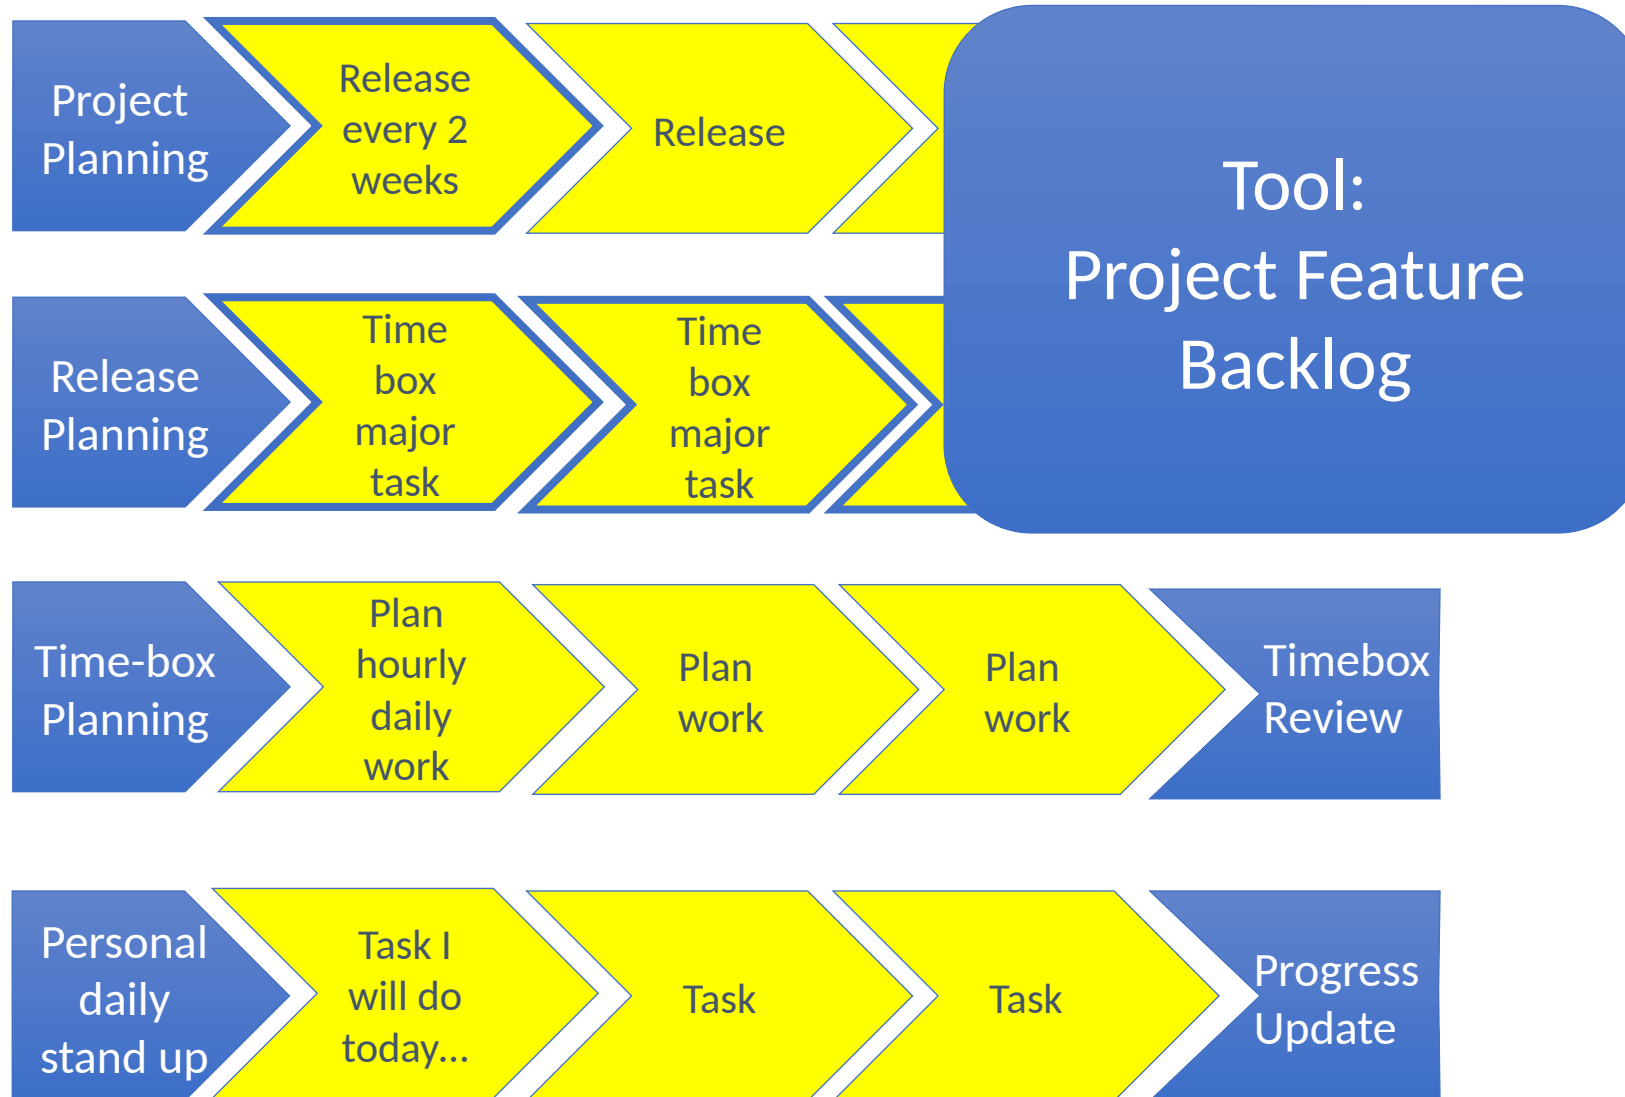 Project
Planning
Release
every 2
weeks
Release
Tool:
Project Feature
Backlog
Release
Planning
Time
box
major
task
Time
box
major
task
Time-box
Planning
Plan
hourly
daily
work
Plan
work
Plan
work
Timebox
Review
Personal
daily
stand up
Task I
will do
today...
Task
Task
Progress
Update